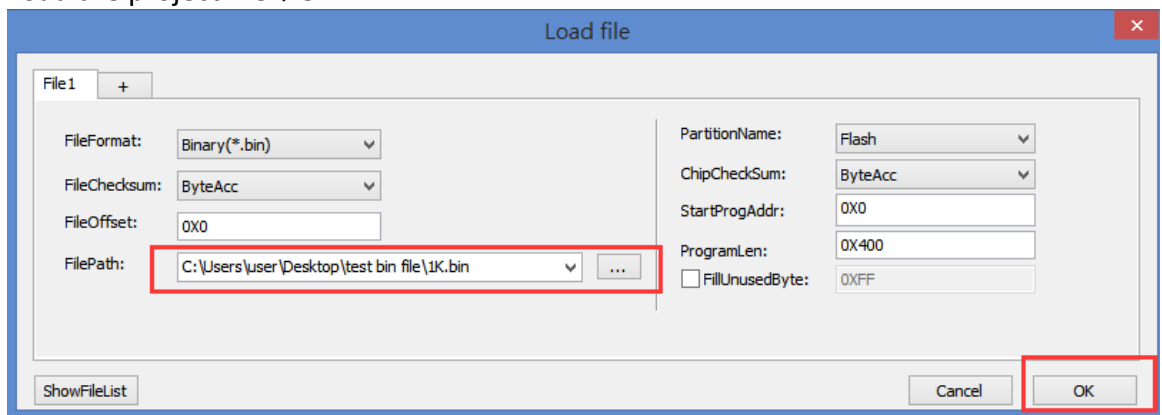 Load file
File1
+
FileFormat:
Binary(*.bin)
FileChecksum:
ByteAcc
FileOffset:
0X0
FilePath:
C:\Users\user\Desktop\test bin file\1K.bin
...
PartitionName:
Flash
ChipCheckSum:
ByteAcc
StartProgAddr:
0X0
ProgramLen:
0X400
FillUnusedByte:
0XFF
ShowFileList
Cancel
OK